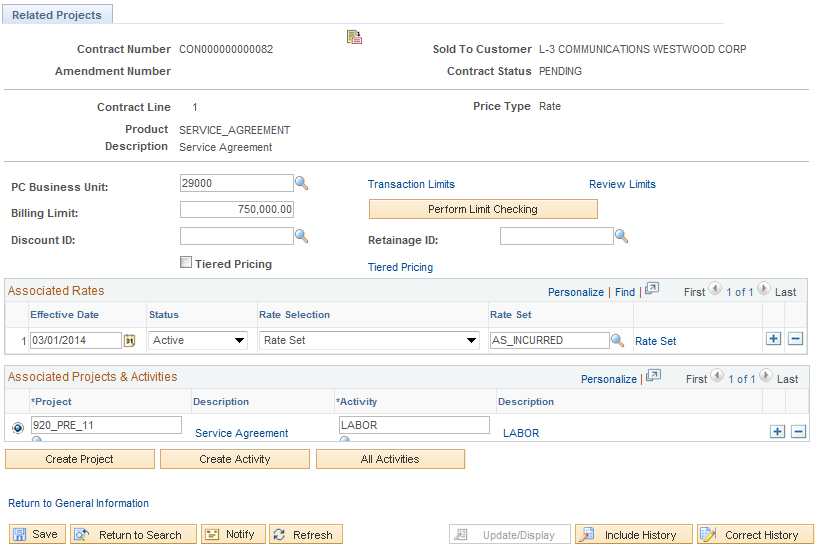 Related Projects
Contract Number CON000000000082 Sold To Customer L-3 COMMUNICATIONS WESTWOOD CORP
Amendment Number Contract Status PENDING
Contract Line 1 Price Type Rate
Product SERVICE_AGREEMENT
Description Service Agreement
PC Business Unit: 29000 Transaction Limits Review Limits
Billing Limit: 750,000.00 Perform Limit Checking
Discount ID: Retainage ID:
Tiered Pricing Tiered Pricing
Associated Rates Personalize | Find | First 1 of 1 Last
Effective Date Status Rate Selection Rate Set
1 03/01/2014 31 Active Rate Set AS_INCURRED Rate Set
Associated Projects & Activities Personalize | First 1 of 1 Last
*Project Description *Activity Description
920_PRE_11 Service Agreement LABOR LABOR
Create Project Create Activity All Activities
Return to General Information
Save Return to Search Notify Refresh Update/Display Include History Correct History